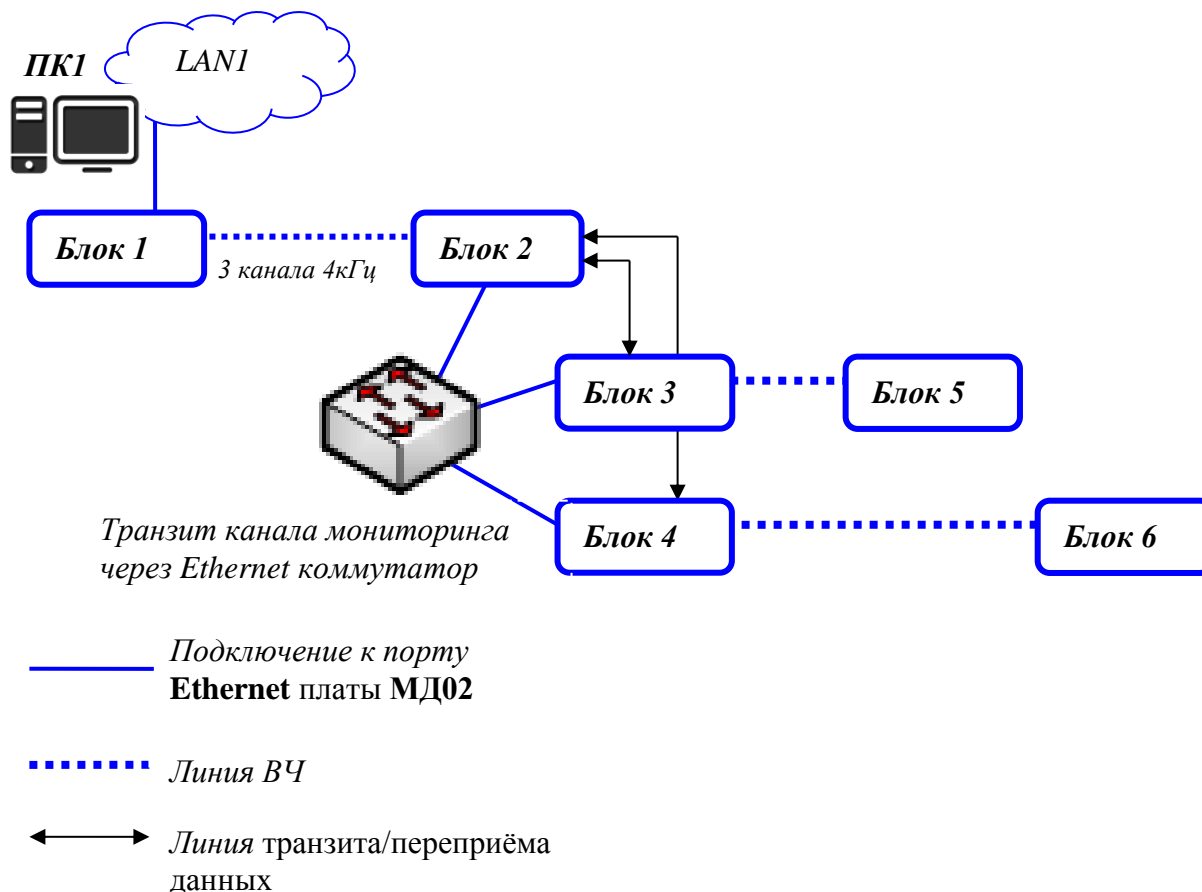 ПК1
LAN1
Блок 1
Блок 2
3 канала 4кГц
Блок 3
Блок 5
Блок 4
Блок 6
Транзит канала мониторинга
через Ethernet коммутатор
Подключение к порту
Ethernet платы МД02
Линия ВЧ
Линия транзита/переприёма
данных